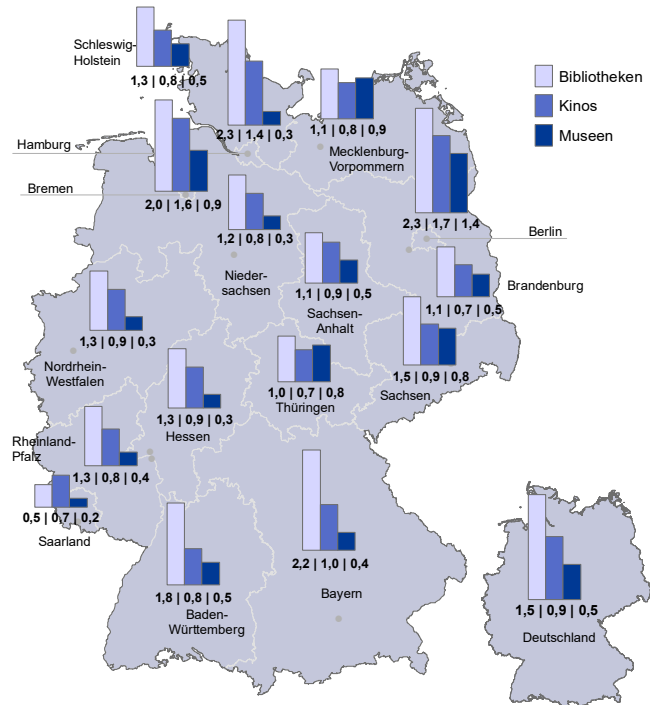 Schleswig-
Holstein
1,3 | 0,8 | 0,5
2,3 | 1,4 | 0,3
1,1 | 0,8 | 0,9
Bibliotheken
Kinos
Museen
Hamburg
Mecklenburg-
Vorpommern
Bremen
2,0 | 1,6 | 0,9
2,3 | 1,7 | 1,4
Berlin
1,2 | 0,8 | 0,3
Nieder-
sachsen
1,1 | 0,9 | 0,5
Sachsen-
Anhalt
1,1 | 0,7 | 0,5
Brandenburg
1,3 | 0,9 | 0,3
Nordrhein-
Westfalen
1,5 | 0,9 | 0,8
Sachsen
1,0 | 0,7 | 0,8
Thüringen
1,3 | 0,9 | 0,3
Hessen
Rheinland-
Pfalz
1,3 | 0,8 | 0,4
0,5 | 0,7 | 0,2
Saarland
1,8 | 0,8 | 0,5
Baden-
Württemberg
2,2 | 1,0 | 0,4
Bayern
1,5 | 0,9 | 0,5
Deutschland